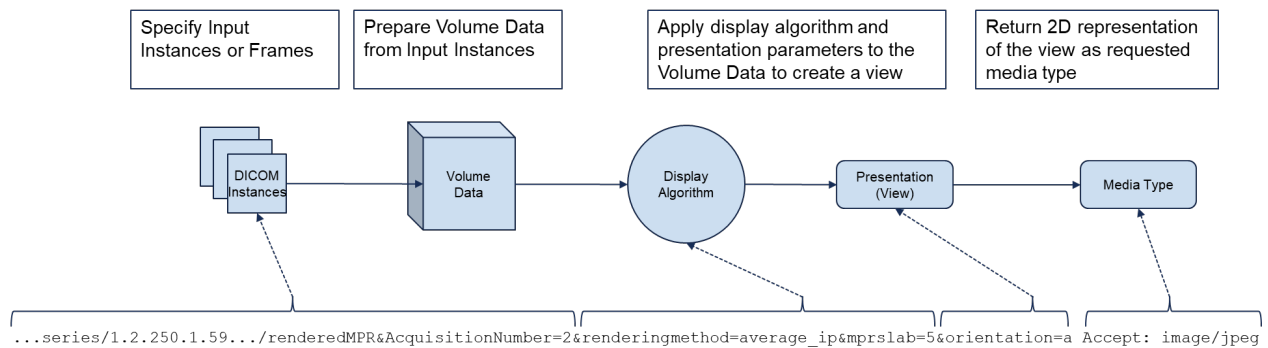 Specify Input
Instances or Frames
Prepare Volume Data
from Input Instances
Apply display algorithm and
presentation parameters to the
Volume Data to create a view
Return 2D representation
of the view as requested
media type
DICOM
Instances
Volume
Data
Display
Algorithm
Presentation
(View)
Media Type
...series/1.2.250.1.59.../renderedMPR&AcquisitionNumber=2&renderingmethod=average_ip&mprslab=5&orientation=a Accept: image/jpeg